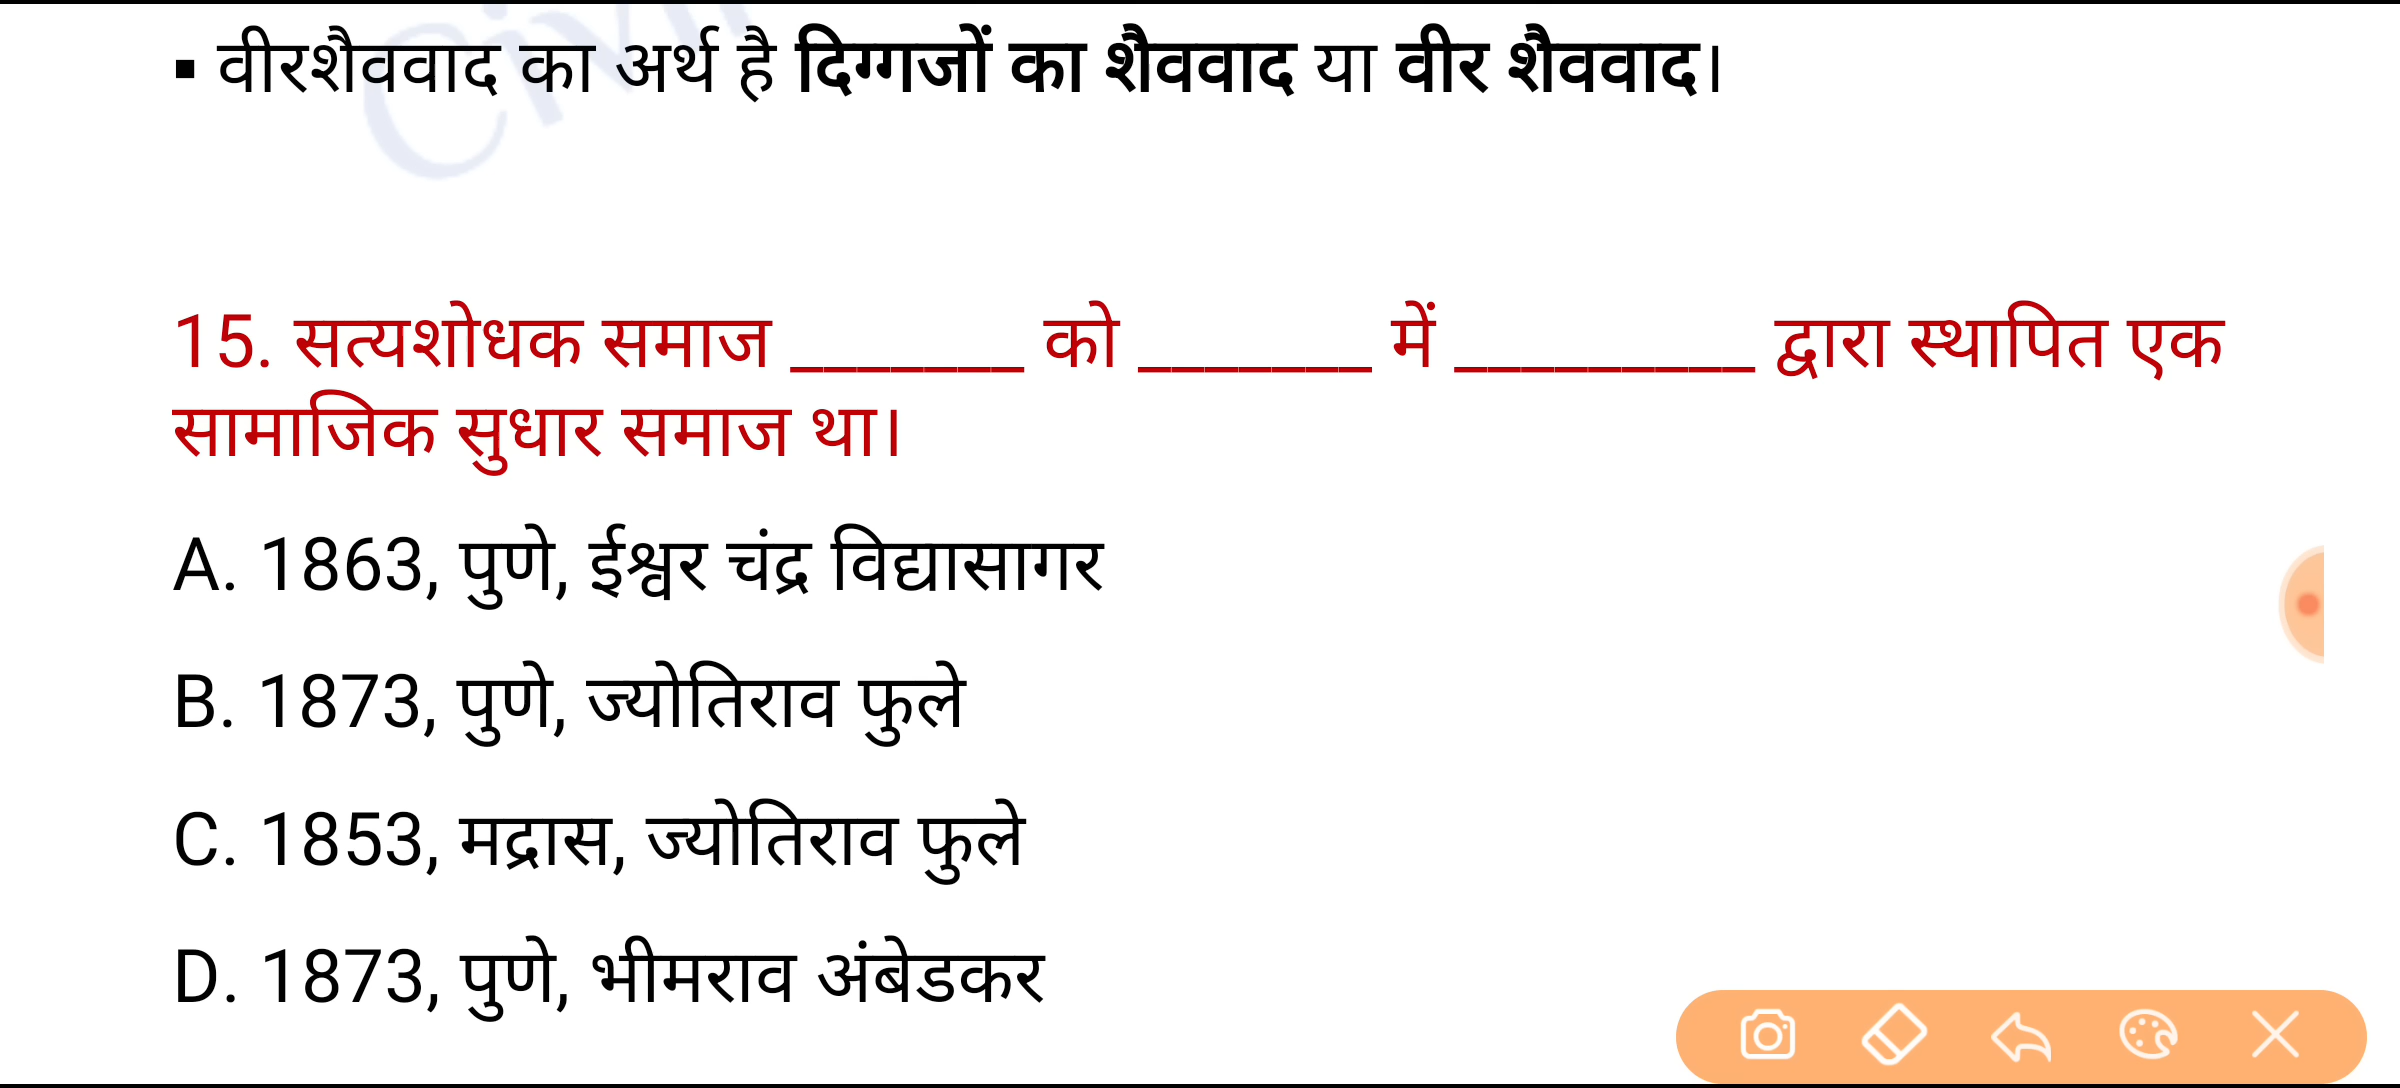 ▪ वीरशैववाद का अर्थ है दिग्गजों का शैववाद या वीर शैववाद।
15. सत्यशोधक समाज _______ को _______ में _________ द्वारा स्थापित एक
सामाजिक सुधार समाज था।
A. 1863, पुणे, ईश्वर चंद्र विद्यासागर
B. 1873, पुणे, ज्योतिराव फुले
C. 1853, मद्रास, ज्योतिराव फुले
D. 1873, पुणे, भीमराव अंबेडकर